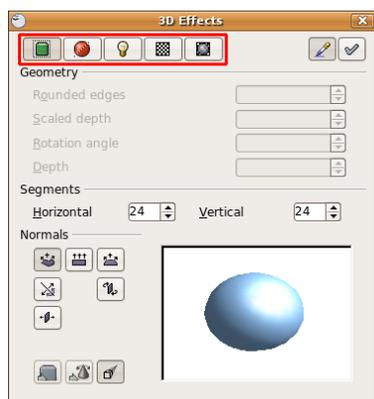 3D Effects
Geometry
Rounded edges
Scaled depth
Rotation angle
Depth
Segments
Horizontal 24 Vertical 24
Normals